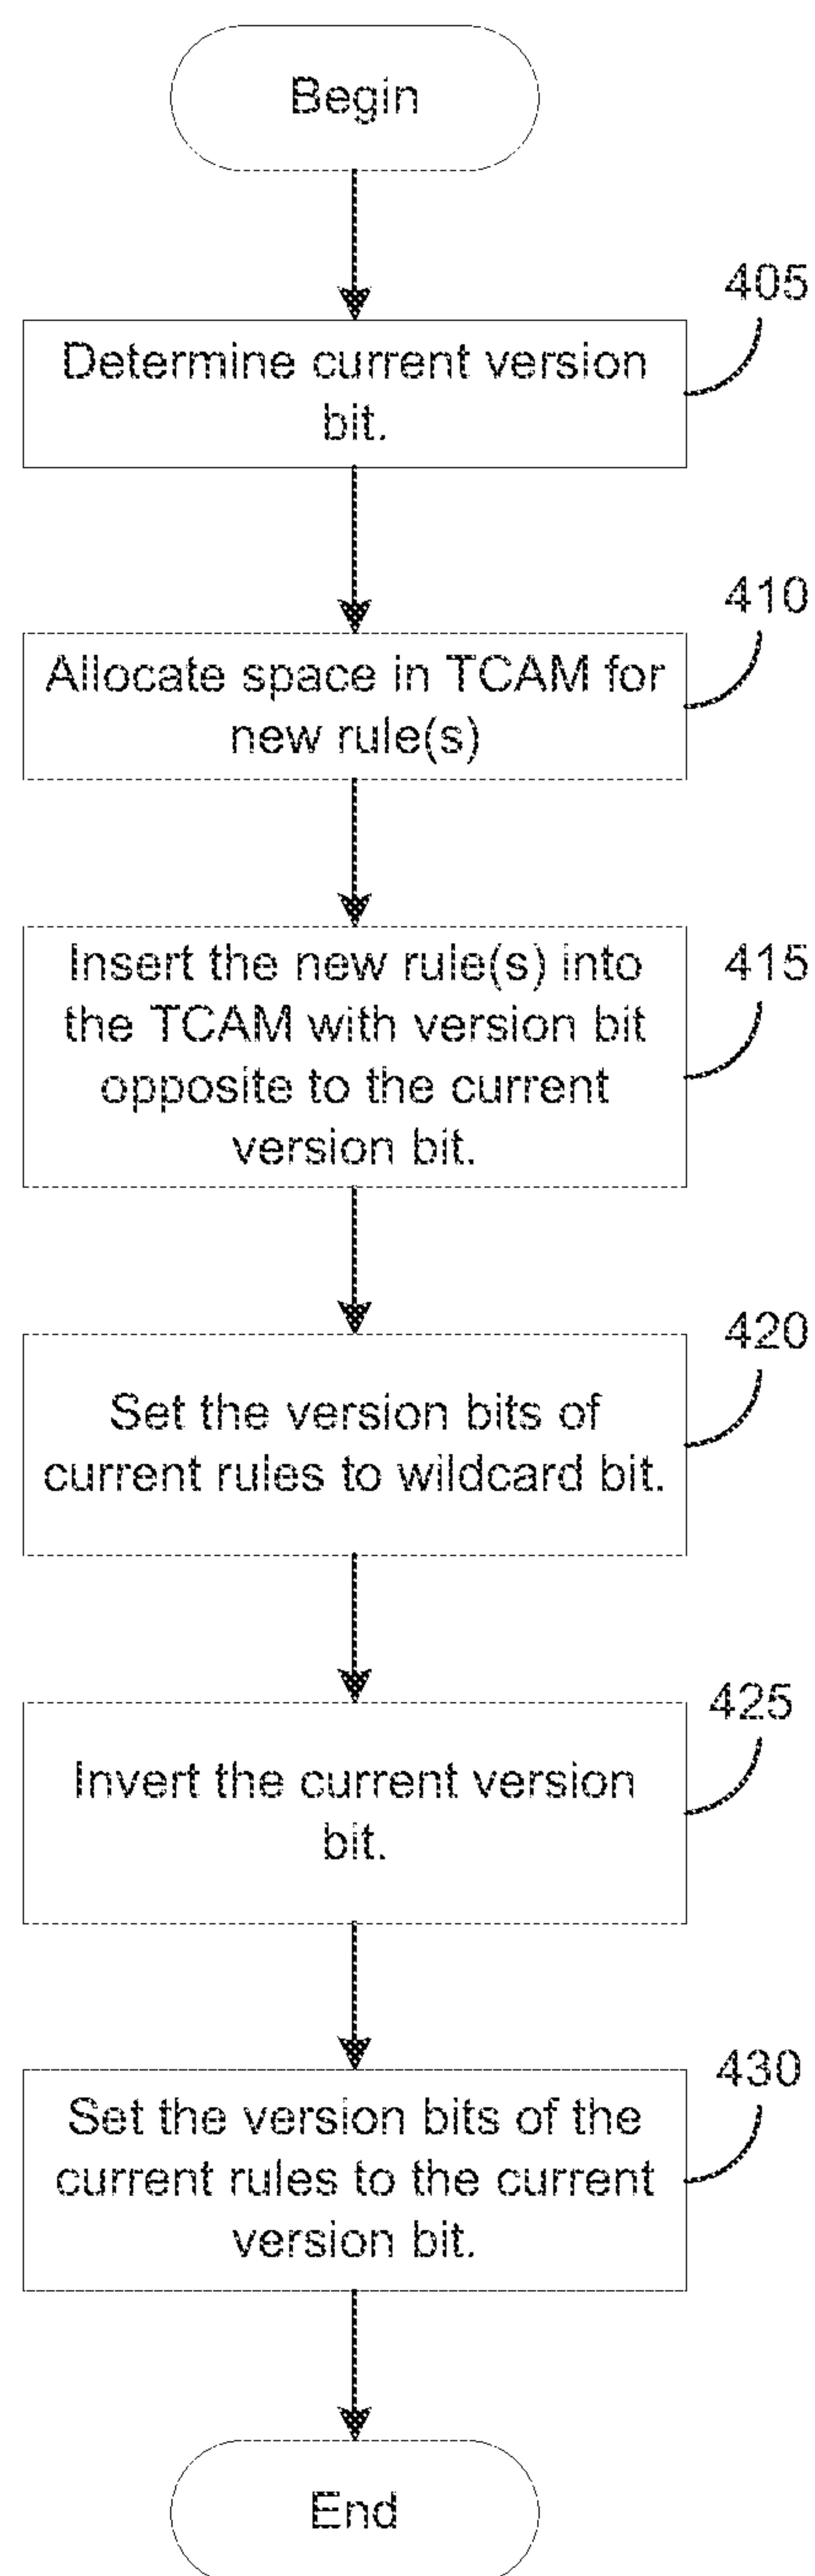 Begin
405
Determine current version
bit.
410
Allocate space in TCAM for
new rule(s)
415
Insert the new rule(s) into
the TCAM with version bit
opposite to the current
version bit.
420
Set the version bits of
current rules to wildcard bit.
425
Invert the current version
bit.
430
Set the version bits of the
current rules to the current
version bit.
End